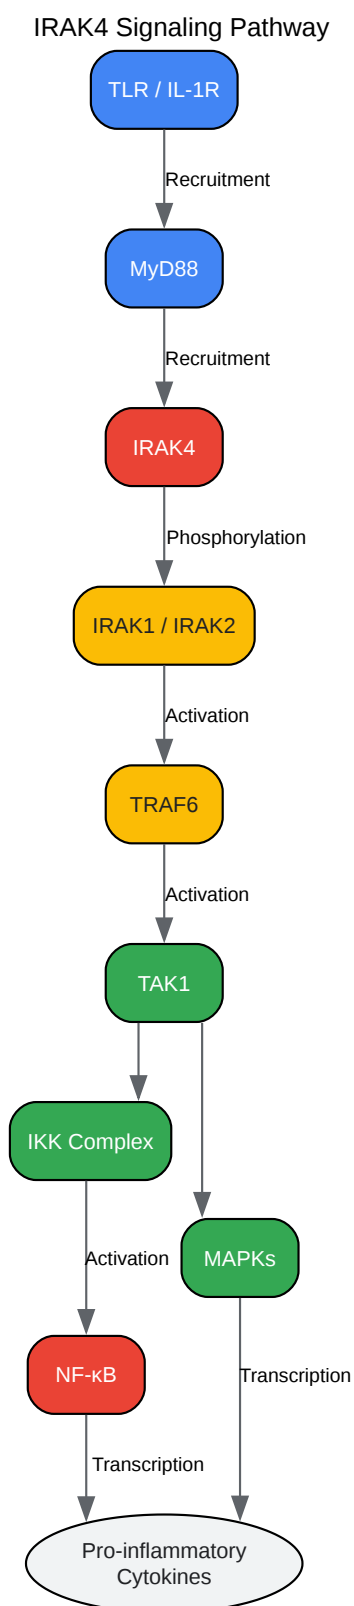 IRAK4 Signaling Pathway
TLR / IL-1R
Recruitment
MyD88
Recruitment
IRAK4
Phosphorylation
IRAK1 / IRAK2
Activation
TRAF6
Activation
TAK1
IKK Complex
Activation
MAPKs
NF-κB
Transcription
Transcription
Pro-inflammatory
Cytokines